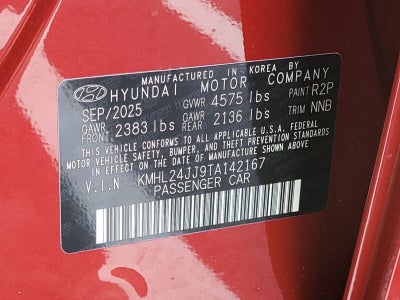 MANUFACTURED IN KOREA BY
HYUNDAI MOTOR COMPANY
SEP/2025 GVWR 4575 lbs PAINT R2P
GAWR FRONT 2383 lbs GAWR REAR 2136 lbs TRIM NNB
THIS VEHICLE CONFORMS TO ALL APPLICABLE U.S.A. FEDERAL
MOTOR VEHICLE SAFETY, BUMPER, AND THEFT PREVENTION STANDARDS
IN EFFECT ON THE DATE OF MANUFACTURE SHOWN ABOVE.
V.I.N KMHL24JJ9TA142167
PASSENGER CAR